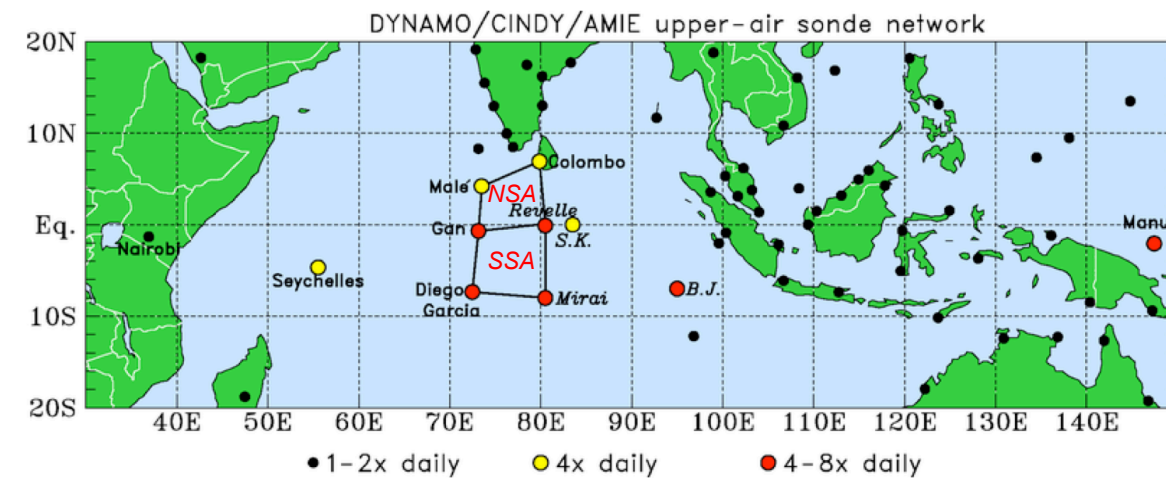 DYNAMO/CINDY/AMIE upper-air sonde network
20N
10N
Eq.
10S
20S
Colombo
Malé
NSA
Revelle
Gan
S.K.
Nairobi
SSA
Seychelles
Diego
Garcia
Mirai
B.J.
Manu
40E 50E 60E 70E 80E 90E 100E 110E 120E 130E 140E
1-2x daily 4x daily 4-8x daily